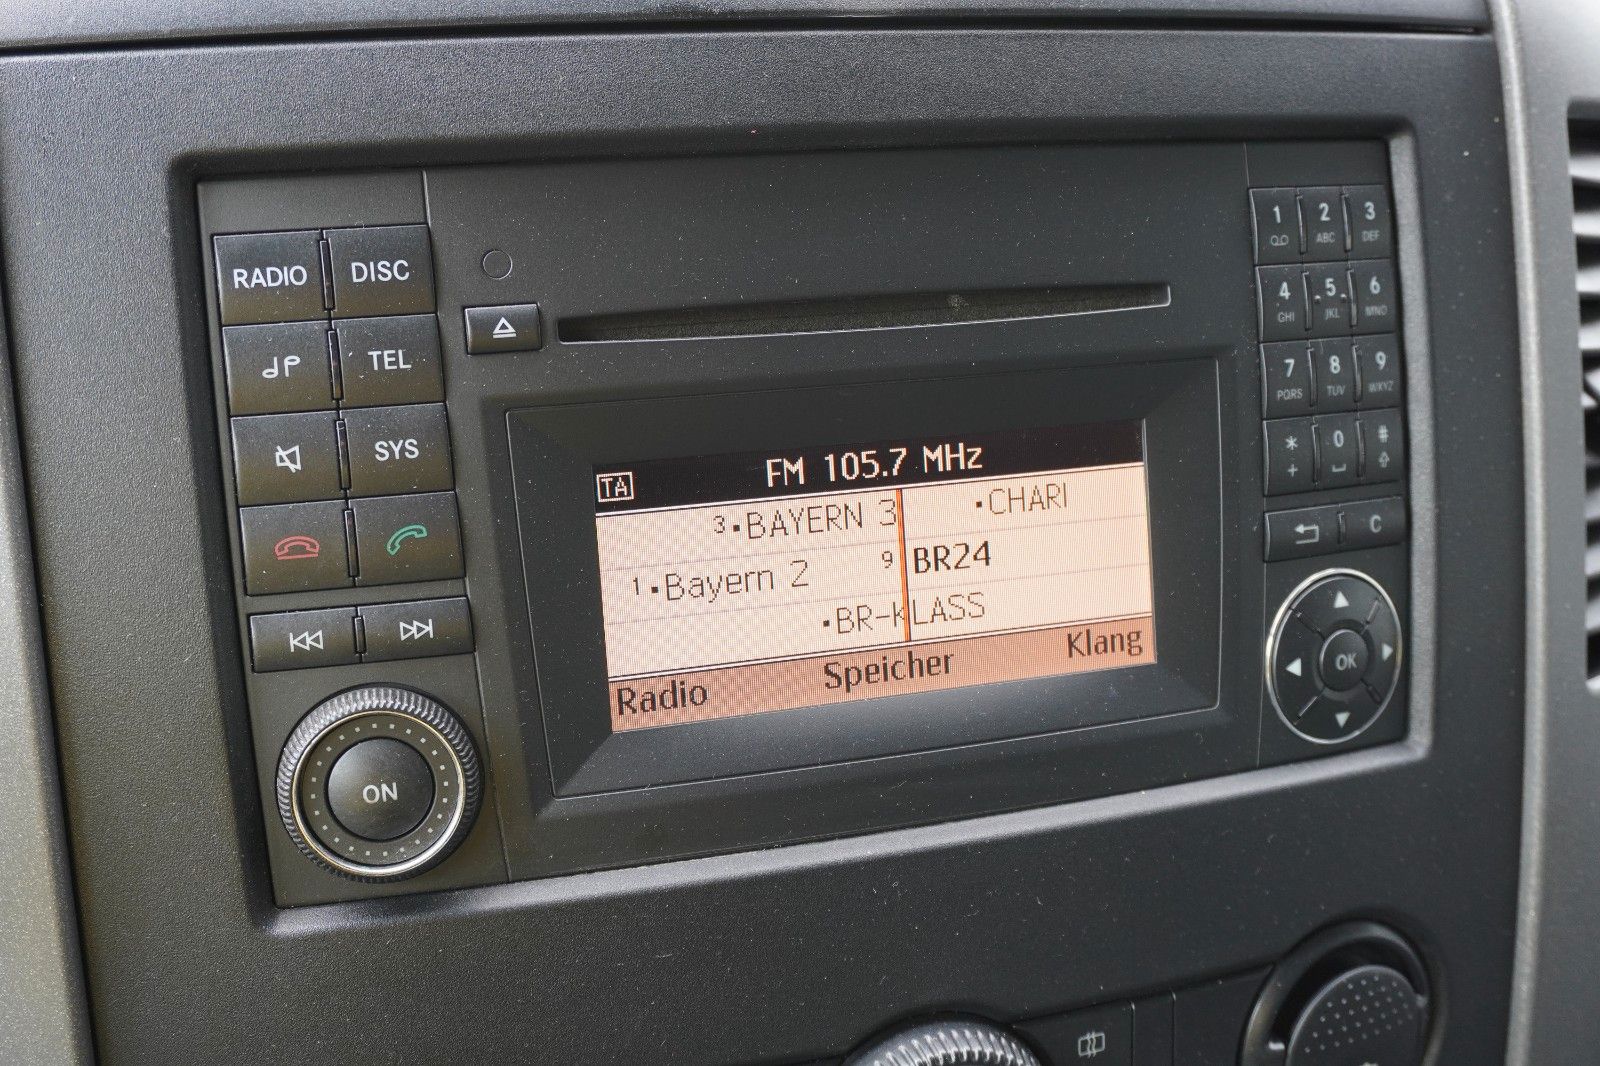 RADIO DISC
TEL
SYS
ON
TA FM 105.7 MHz
3 • BAYERN 3 • CHARI
1 • Bayern 2 9 BR24
• BR-KLASS
Radio Speicher Klang
1 2 3
ABC DEF
4 5 6
GHI JKL MNO
7 8 9
PQRS TUV WXYZ
* 0 #
+
C
OK